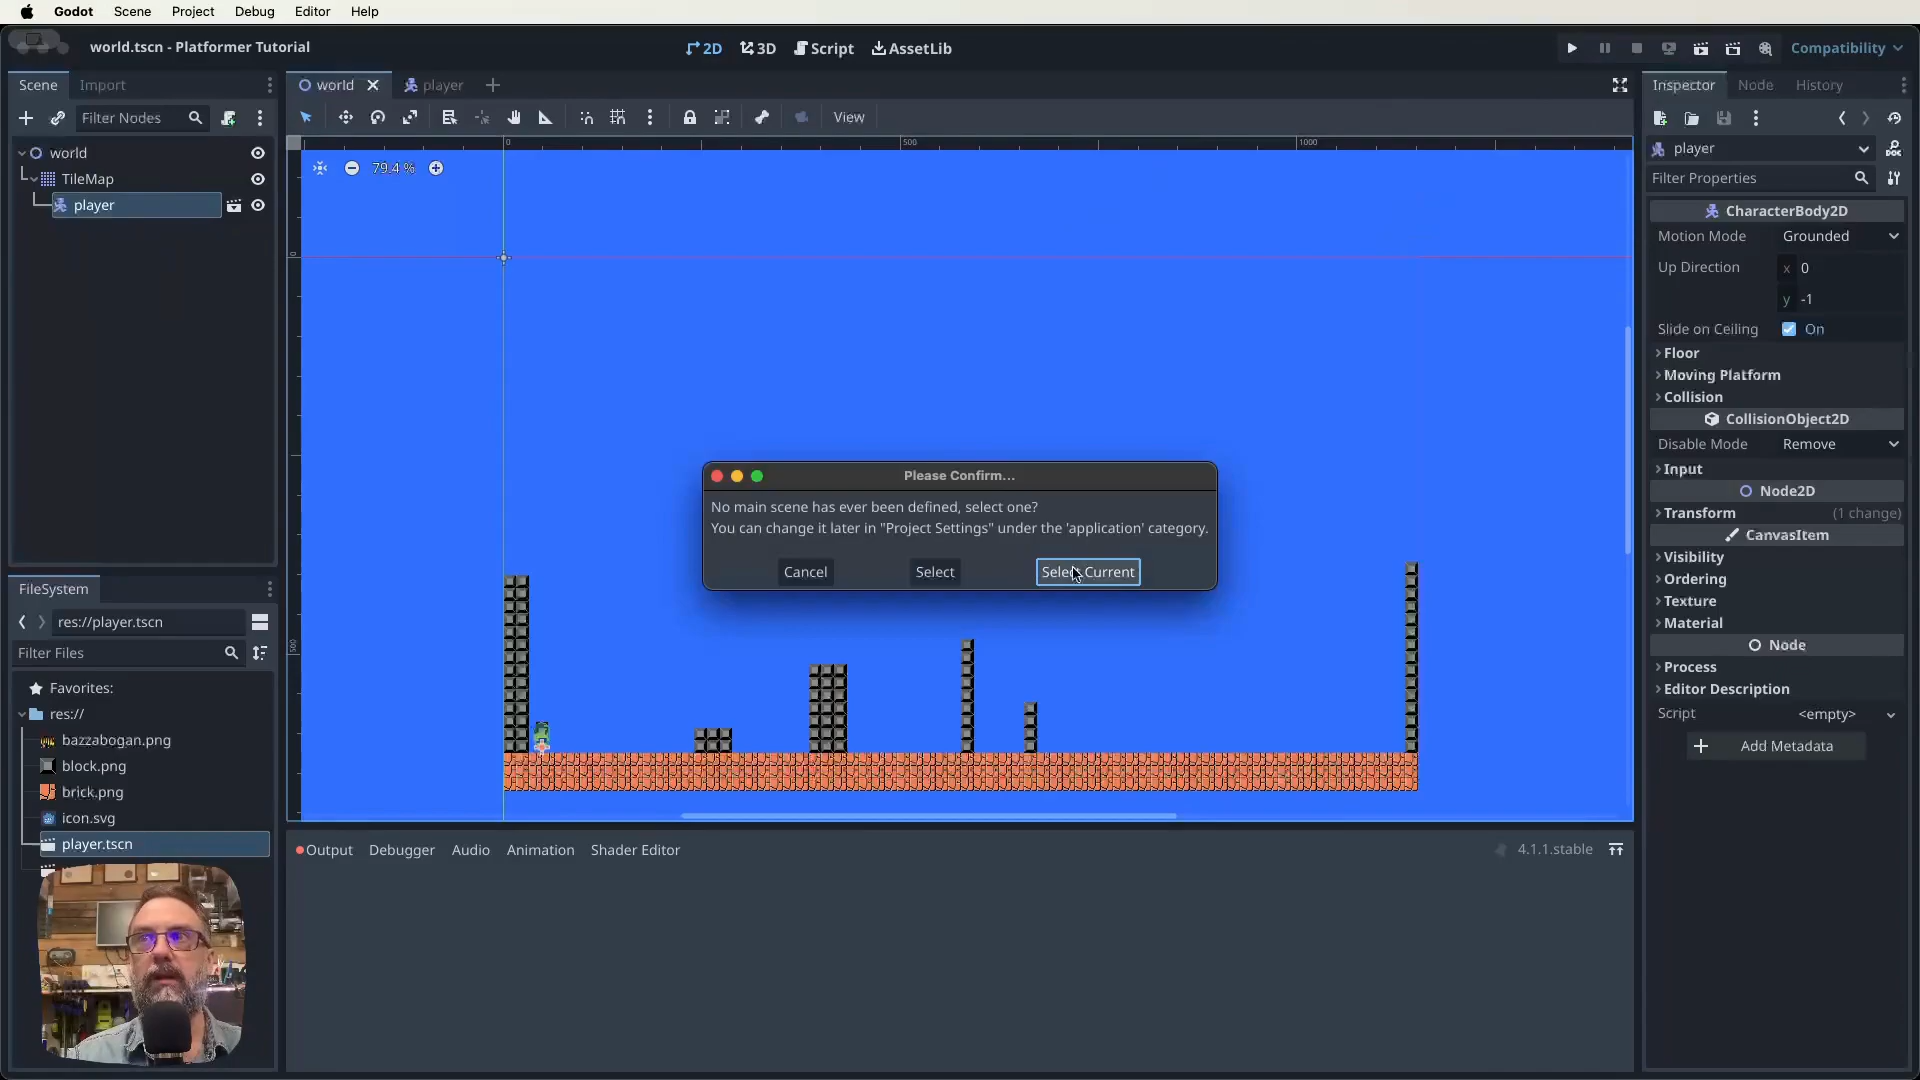 Godot Scene Project Debug Editor Help
world.tscn - Platformer Tutorial
2D 3D Script AssetLib
Compatibility
Scene Import
world player
Inspector Node History
Filter Nodes
View
world
TileMap
player
0 500 1000
79.4 %
0
500
Please Confirm...
No main scene has ever been defined, select one?
You can change it later in "Project Settings" under the 'application' category.
Cancel Select Select Current
player
Filter Properties
CharacterBody2D
Motion Mode Grounded
Up Direction x 0
y -1
Slide on Ceiling On
Floor
Moving Platform
Collision
CollisionObject2D
Disable Mode Remove
Input
Node2D
Transform (1 change)
CanvasItem
Visibility
Ordering
Texture
Material
Node
Process
Editor Description
Script <empty>
Add Metadata
FileSystem
res://player.tscn
Filter Files
Favorites:
res://
bazzabogan.png
block.png
brick.png
icon.svg
player.tscn
Output Debugger Audio Animation Shader Editor
4.1.1.stable